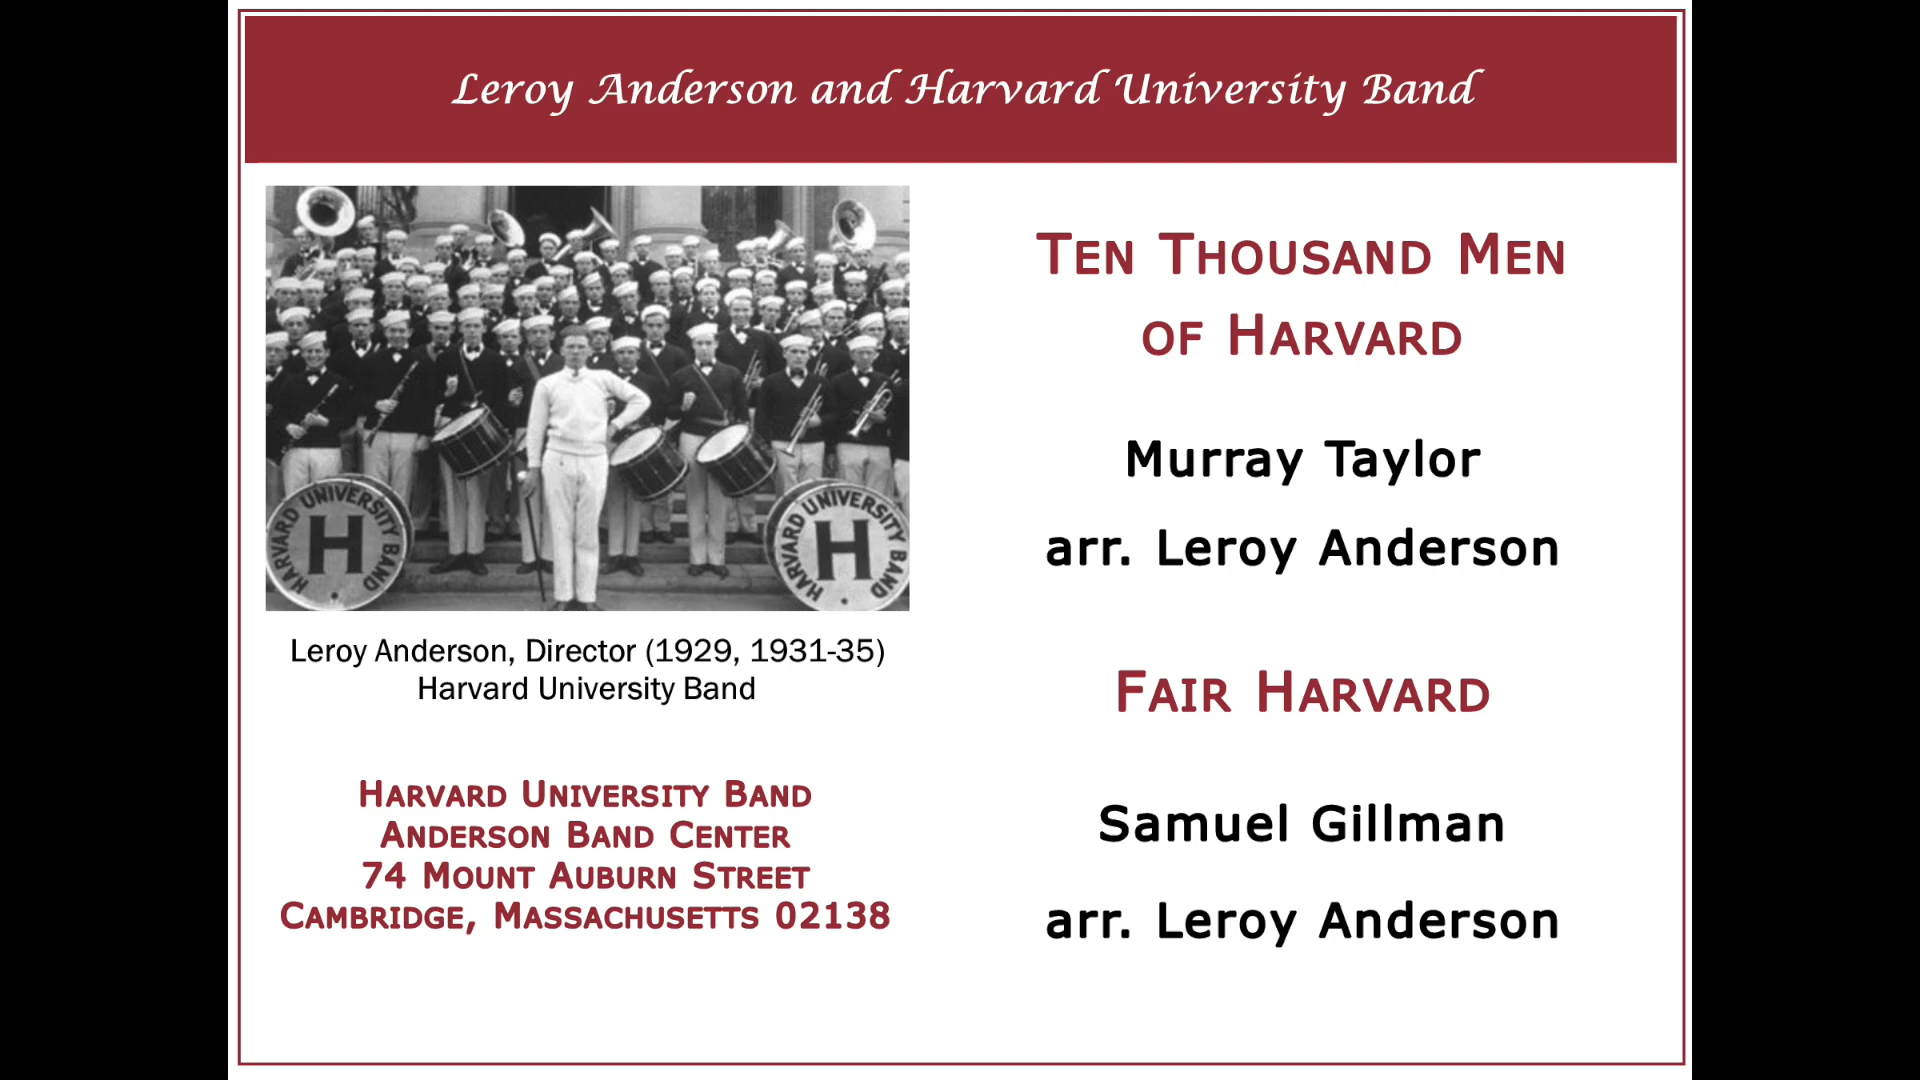 Leroy Anderson and Harvard University Band
HARVARD UNIVERSITY BAND
H
HARVARD UNIVERSITY BAND
H
Leroy Anderson, Director (1929, 1931-35)
Harvard University Band
HARVARD UNIVERSITY BAND
ANDERSON BAND CENTER
74 MOUNT AUBURN STREET
CAMBRIDGE, MASSACHUSETTS 02138
TEN THOUSAND MEN
OF HARVARD
Murray Taylor
arr. Leroy Anderson
FAIR HARVARD
Samuel Gillman
arr. Leroy Anderson